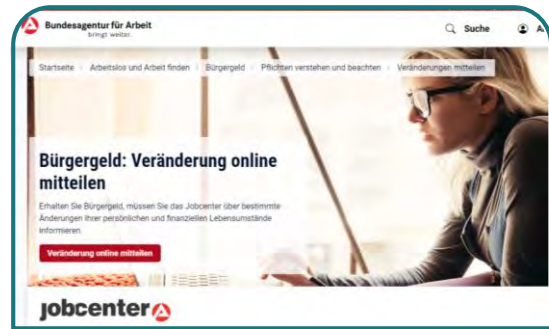 Bundesagentur für Arbeit
bringt weiter.
Suche
Startseite
Arbeitslos und Arbeit finden
Bürgergeld
Pflichten verstehen und beachten
Veränderungen mitteilen
Bürgergeld: Veränderung online
mitteilen
Erhalten Sie Bürgergeld, müssen Sie das Jobcenter über bestimmte
Änderungen Ihrer persönlichen und finanziellen Lebensumstände
informieren.
Veränderung online mitteilen
jobcenter